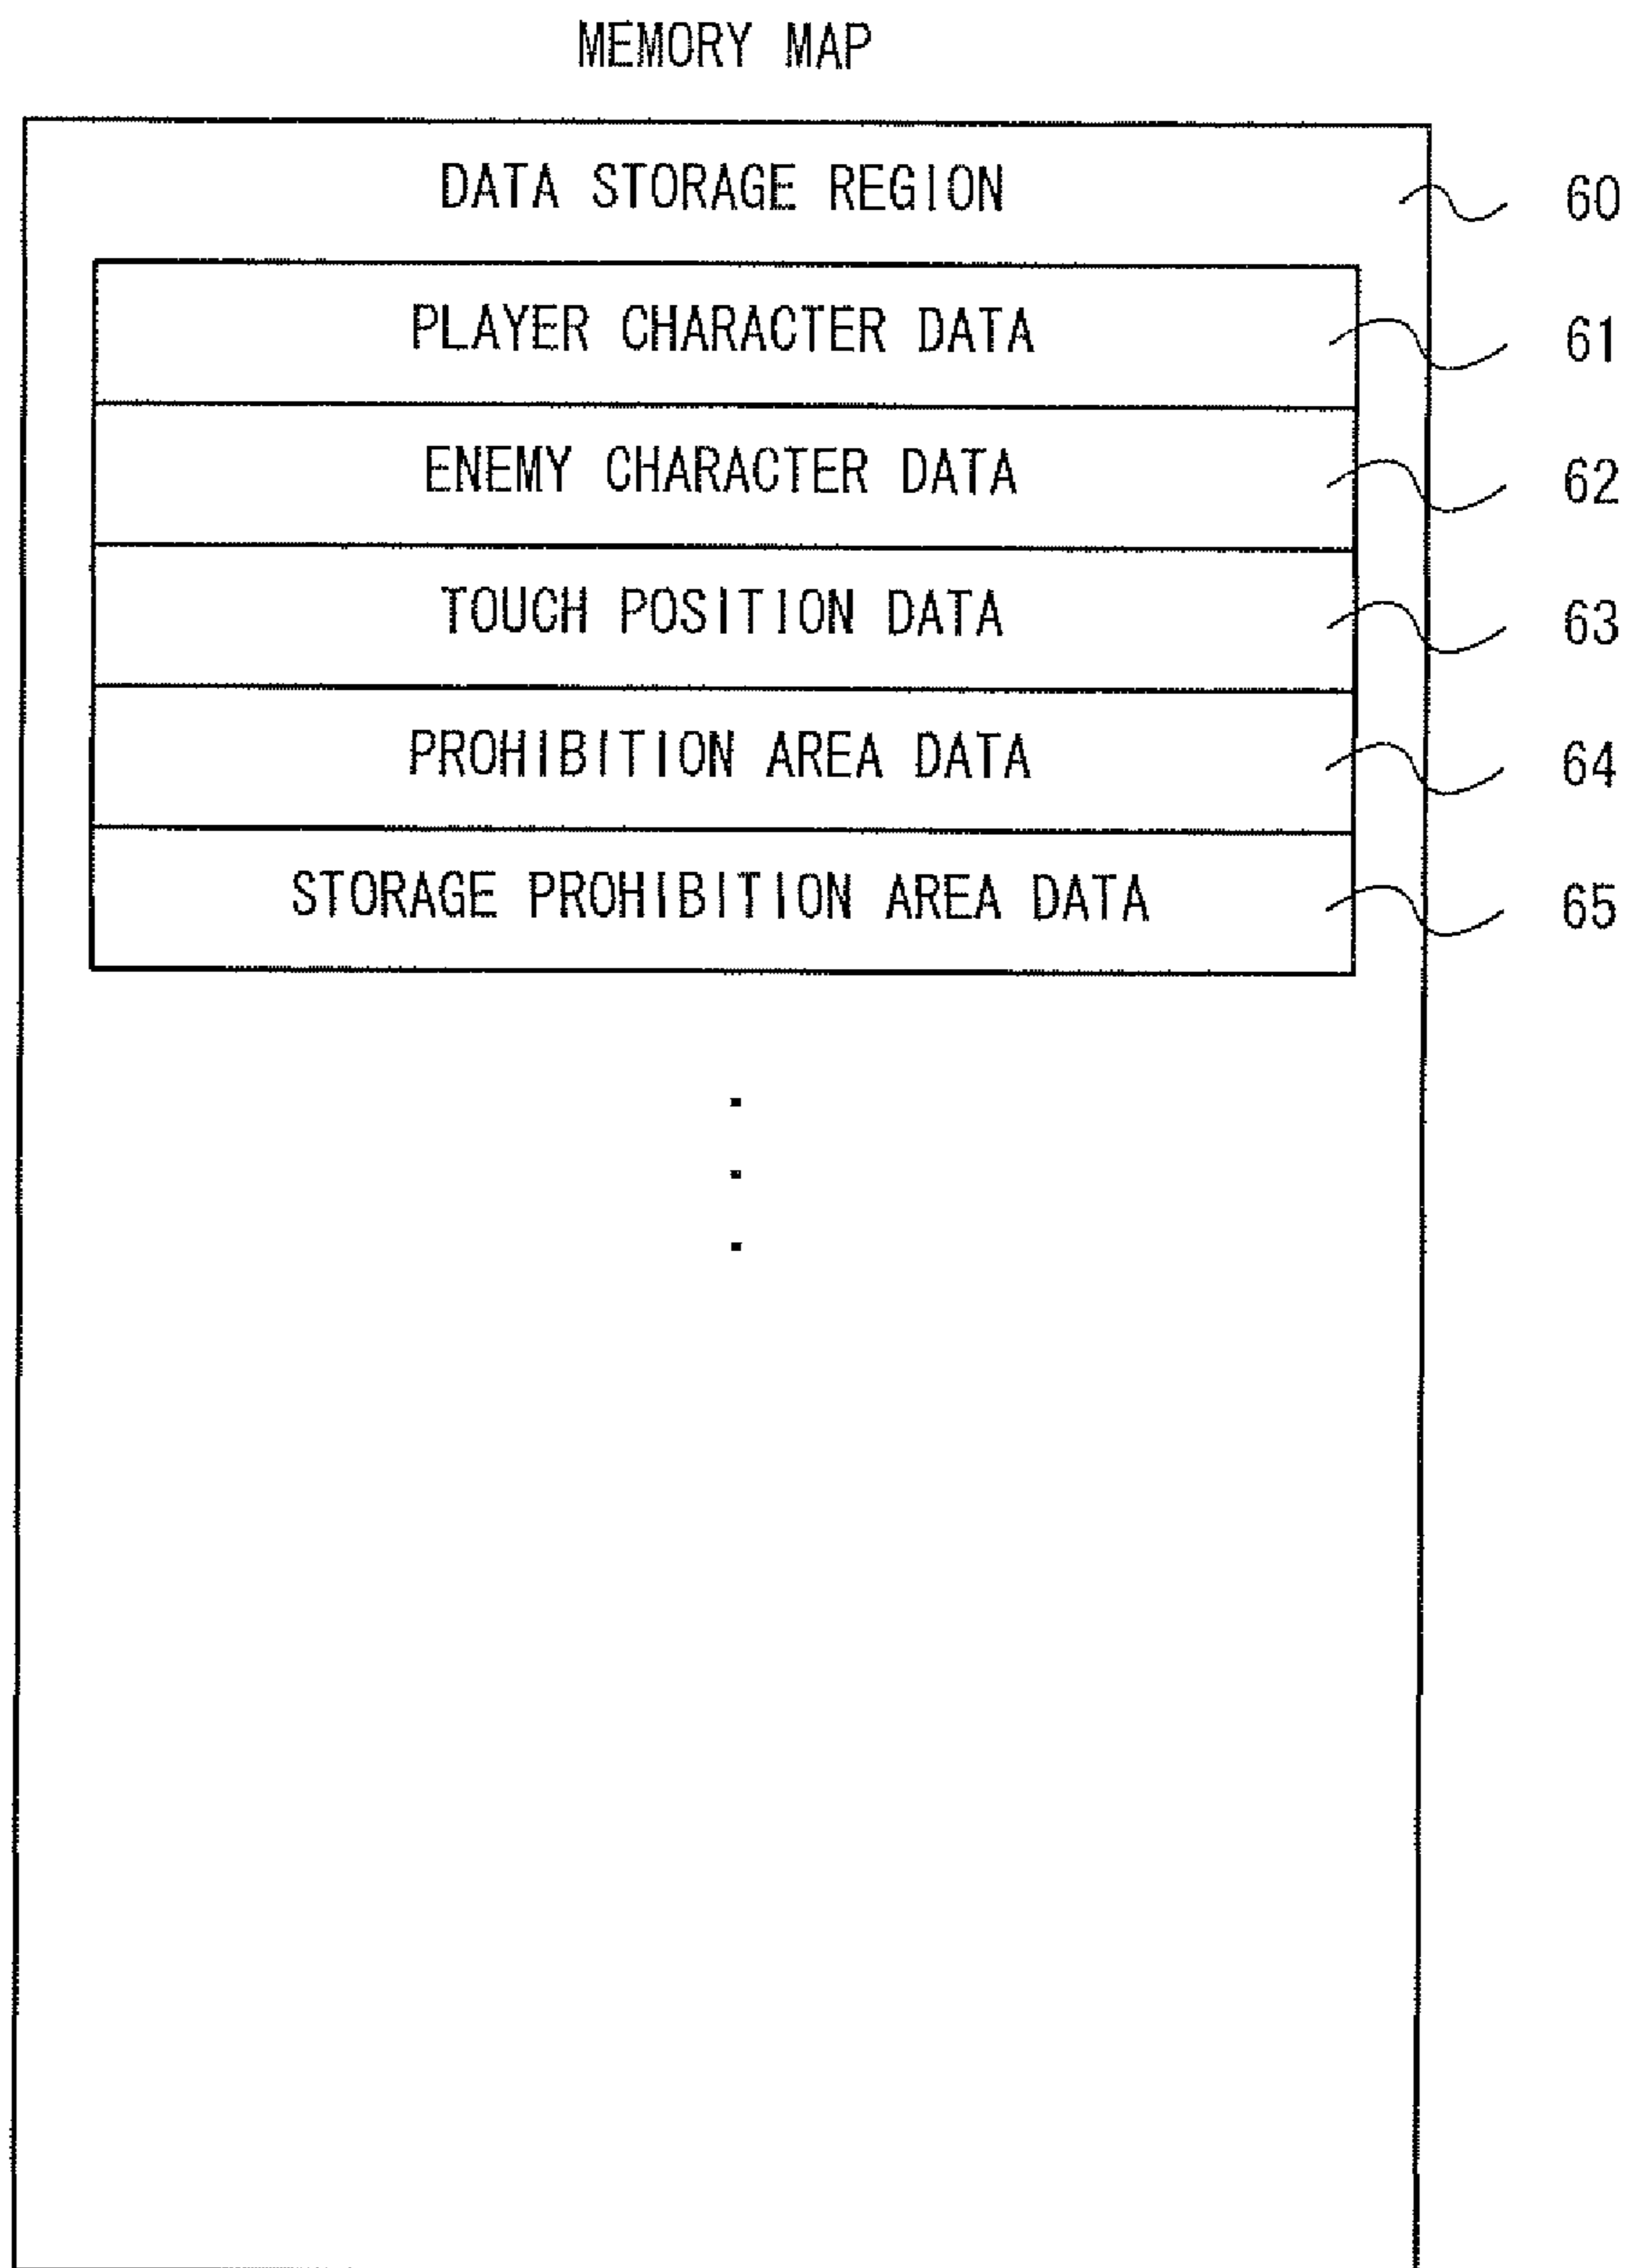 MEMORY MAP
DATA STORAGE REGION 60
PLAYER CHARACTER DATA 61
ENEMY CHARACTER DATA 62
TOUCH POSITION DATA 63
PROHIBITION AREA DATA 64
STORAGE PROHIBITION AREA DATA 65